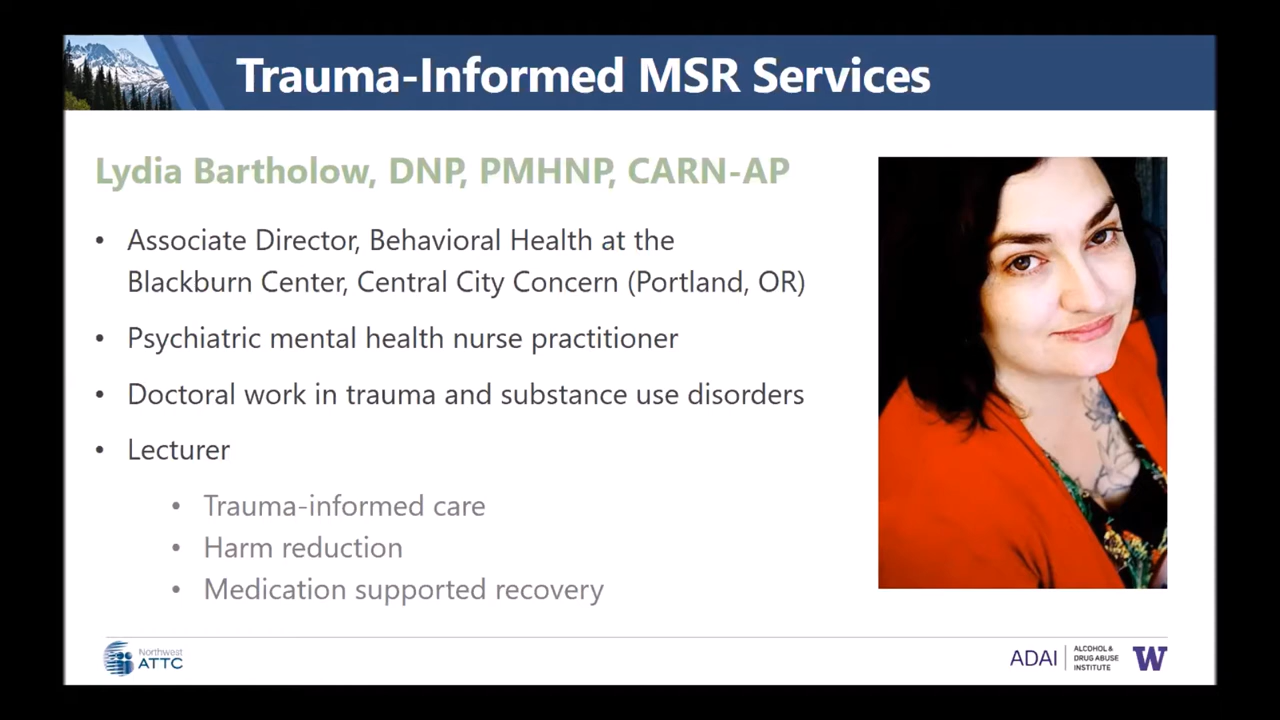 Trauma-Informed MSR Services
Lydia Bartholow, DNP, PMHNP, CARN-AP
• Associate Director, Behavioral Health at the
Blackburn Center, Central City Concern (Portland, OR)
• Psychiatric mental health nurse practitioner
• Doctoral work in trauma and substance use disorders
• Lecturer
• Trauma-informed care
• Harm reduction
• Medication supported recovery
Northwest
ATTC
ADAI
ALCOHOL &
DRUG ABUSE
INSTITUTE
W